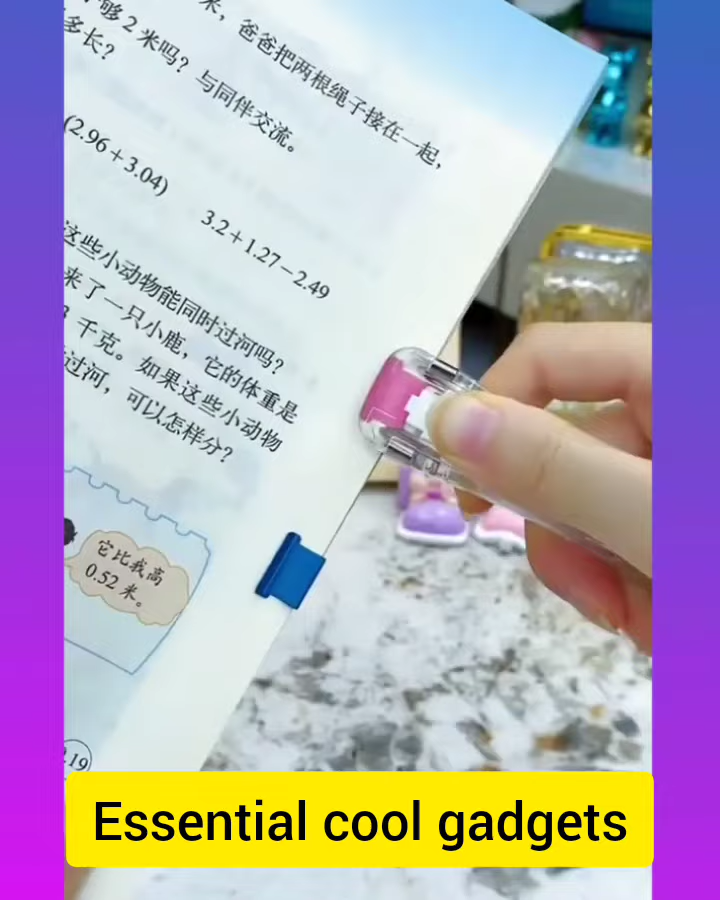 米，爸爸把两根绳子接在一起，
够2米吗？与同伴交流。
多长？
(2.96+3.04)
3.2+1.27-2.49
这些小动物能同时过河吗？
来了一只小鹿，它的体重是
千克。如果这些小动物
过河，可以怎样分？
它比我高
0.52米。
19
Essential cool gadgets